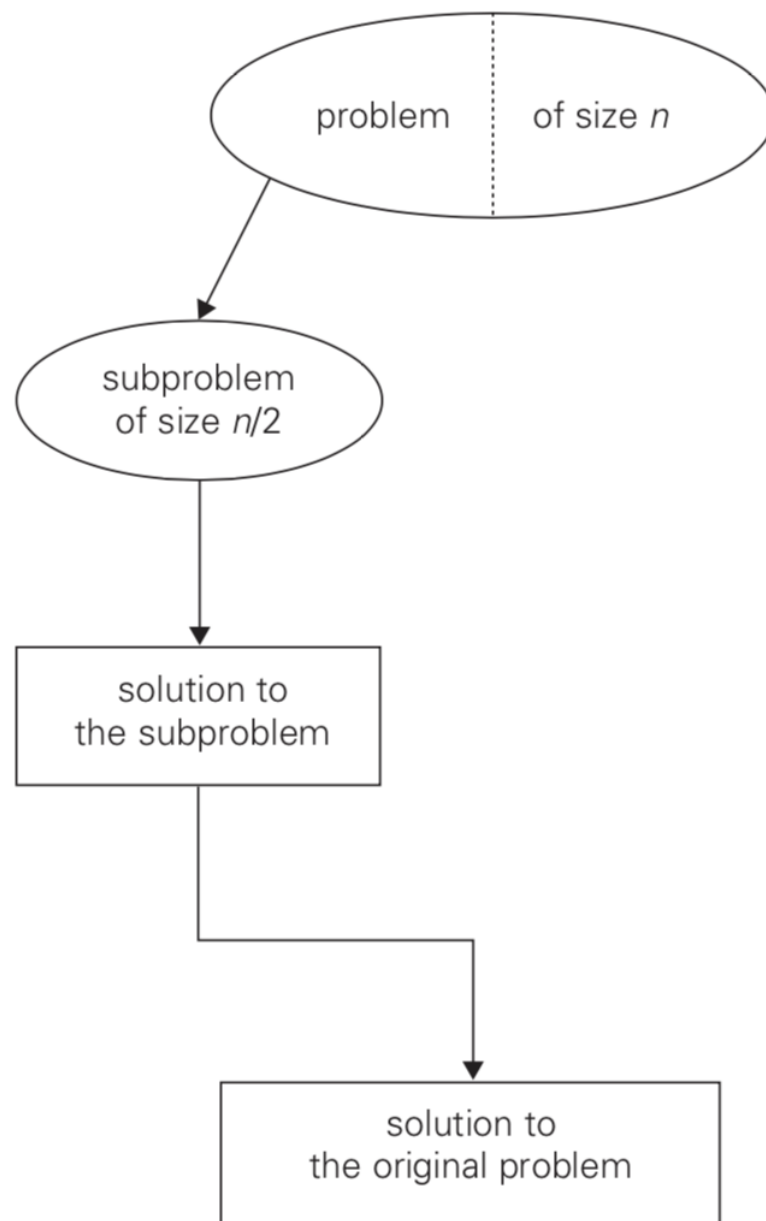 problem of size n
subproblem
of size n/2
solution to
the subproblem
solution to
the original problem